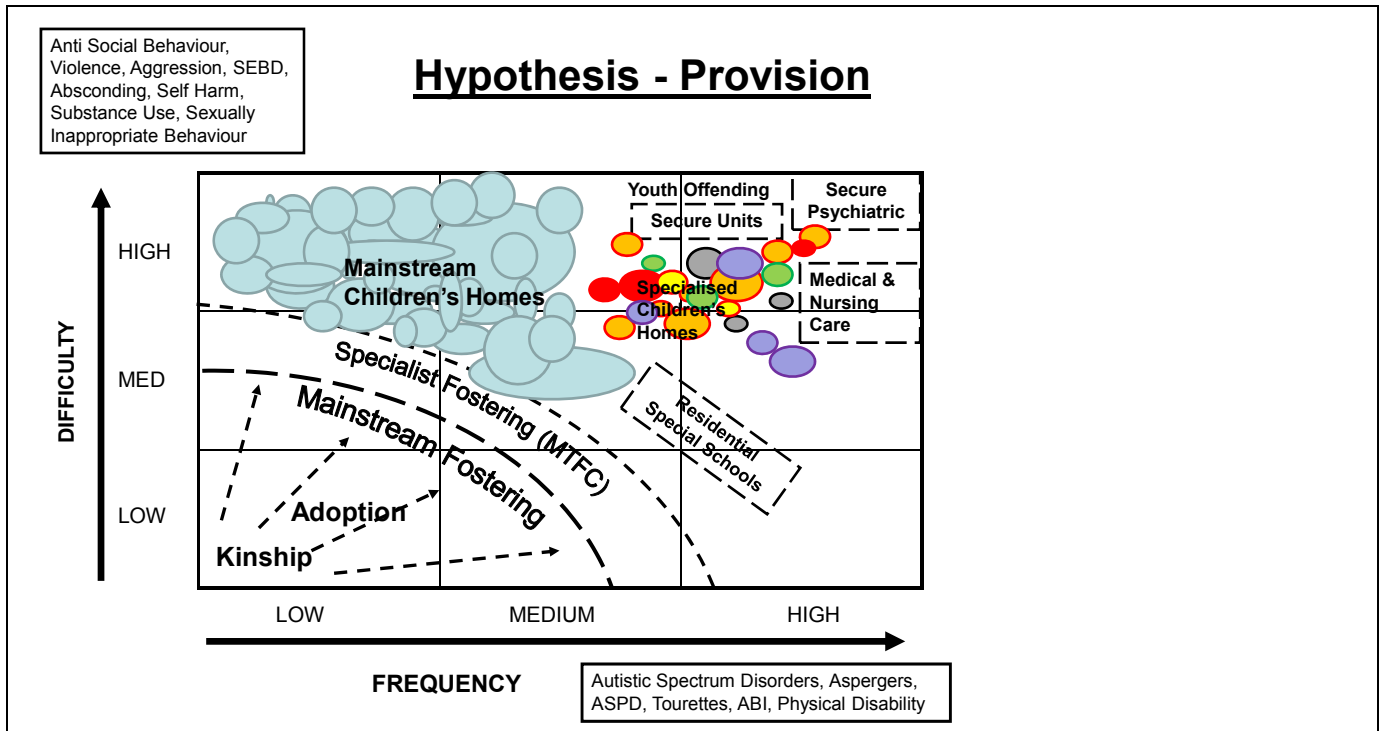 Anti Social Behaviour,
Violence, Aggression, SEBD,
Absconding, Self Harm,
Substance Use, Sexually
Inappropriate Behaviour
Hypothesis - Provision
Youth Offending
Secure Units
Secure
Psychiatric
HIGH
Mainstream
Children's Homes
Specialised
Children's
Homes
Medical &
Nursing
Care
DIFFICULTY
MED
Specialist Fostering (MTFC)
Mainstream Fostering
Residential
Special Schools
LOW
Adoption
Kinship
LOW
MEDIUM
HIGH
FREQUENCY
Autistic Spectrum Disorders, Aspergers,
ASPD, Tourettes, ABI, Physical Disability